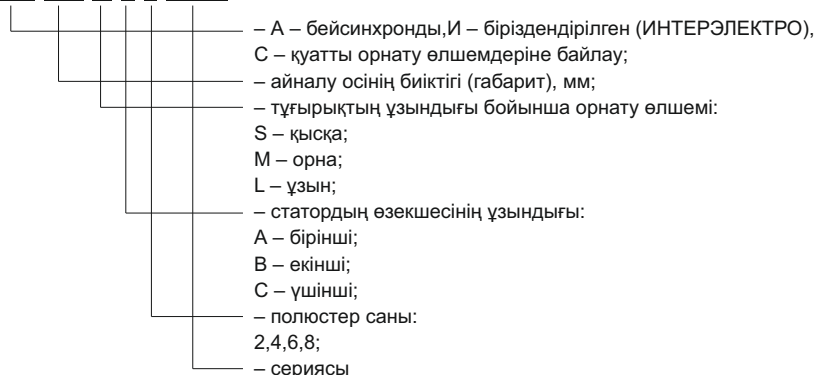 – А – бейсинхронды,И – біріздендірілген (ИНТЕРЭЛЕКТРО),
С – қуатты орнату өлшемдеріне байлау;
– айналу осінің биіктігі (габарит), мм;
– тұғырықтың ұзындығы бойынша орнату өлшемі:
S – қысқа;
M – орна;
L – ұзын;
– статордың өзекшесінің ұзындығы:
А – бірінші;
В – екінші;
С – үшінші;
– полюстер саны:
2,4,6,8;
– сериясы